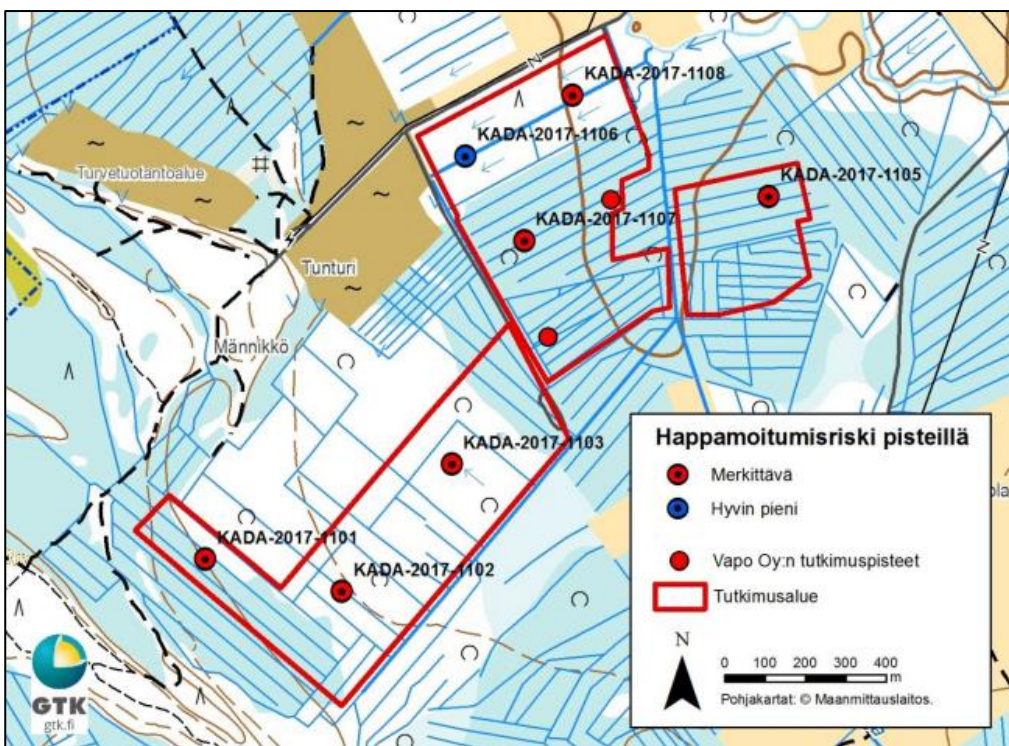 KADA-2017-1108
KADA-2017-1106
Turvetuotantoalue
KADA-2017-1105
KADA-2017-1107
Tunturi
Männikkö
KADA-2017-1103
KADA-2017-1101
KADA-2017-1102
Happamoitumisriski pisteillä
Merkittävä
Hyvin pieni
Vapo Oy:n tutkimuspisteet
Tutkimusalue
N
0 100 200 300 400
m
Pohjakartat: © Maanmittauslaitos.
GTK
gtk.fi